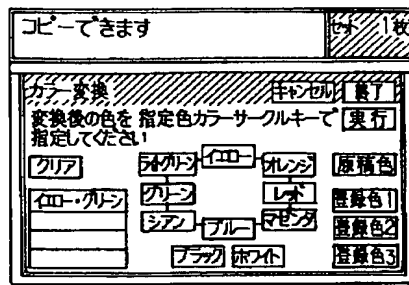 コピーできます
セット 1枚
カラー変換 キャンセル 終了
変換後の色を 指定色カラーサークルキーで 実行
指定してください
クリア ライトグリーン イエロー オレンジ 原稿色
イエロー・グリーン グリーン レッド 登録色1
シアン ブルー マゼンタ 登録色2
ブラック ホワイト 登録色3